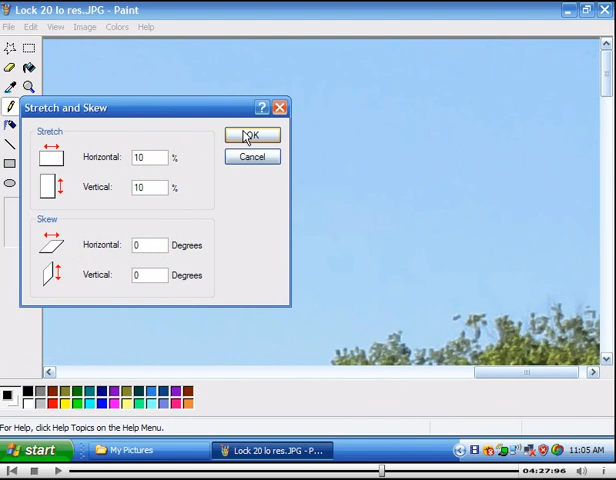 Lock 20 lo res.JPG - Paint
File Edit View Image Colors Help
Stretch and Skew
Stretch
OK
Horizontal: 10 %
Cancel
Vertical: 10 %
Skew
Horizontal: 0 Degrees
Vertical: 0 Degrees
For Help, click Help Topics on the Help Menu.
start
My Pictures
Lock 20 lo res.JPG - P...
11:05 AM
04:27:96